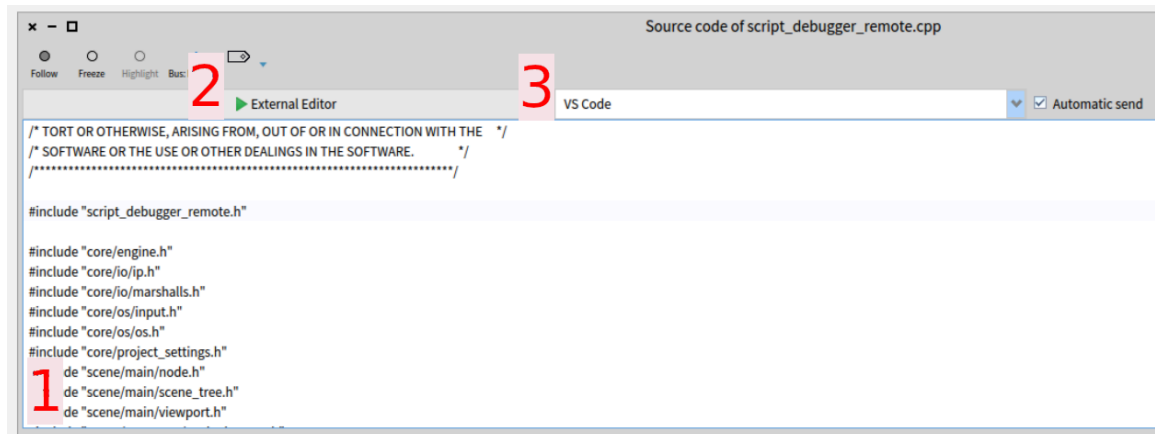 Source code of script_debugger_remote.cpp
Follow Freeze Highlight Bus:
2
3
External Editor VS Code Automatic send
/* TORT OR OTHERWISE, ARISING FROM, OUT OF OR IN CONNECTION WITH THE */
/* SOFTWARE OR THE USE OR OTHER DEALINGS IN THE SOFTWARE. */
/*************************************************************************/
#include "script_debugger_remote.h"
#include "core/engine.h"
#include "core/io/ip.h"
#include "core/io/marshalls.h"
#include "core/os/input.h"
#include "core/os/os.h"
#include "core/project_settings.h"
de "scene/main/node.h"
1
de "scene/main/scene_tree.h"
de "scene/main/viewport.h"